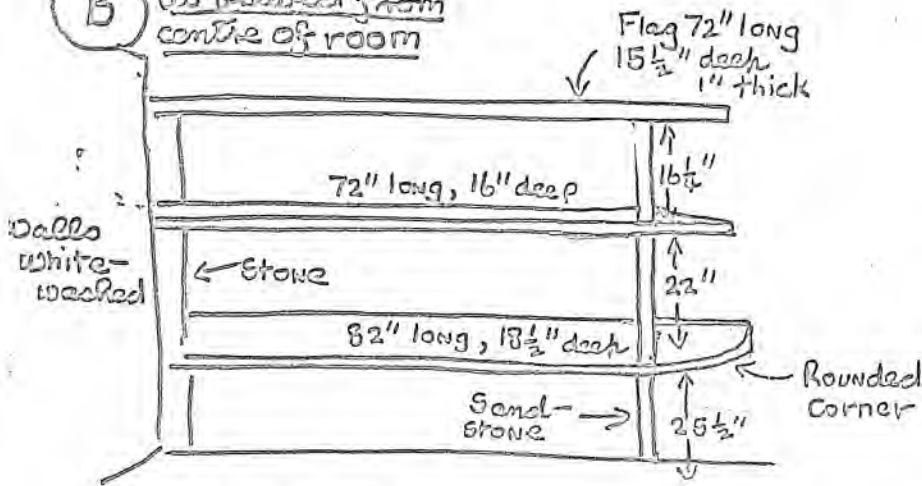 B
from
centre of room
Flag 72" long
15½" deep
1" thick
16¼"
72" long, 16" deep
Walls
white-
washed
Stone
22"
82" long, 18½" deep
Rounded
Corner
Sand-
stone
25½"